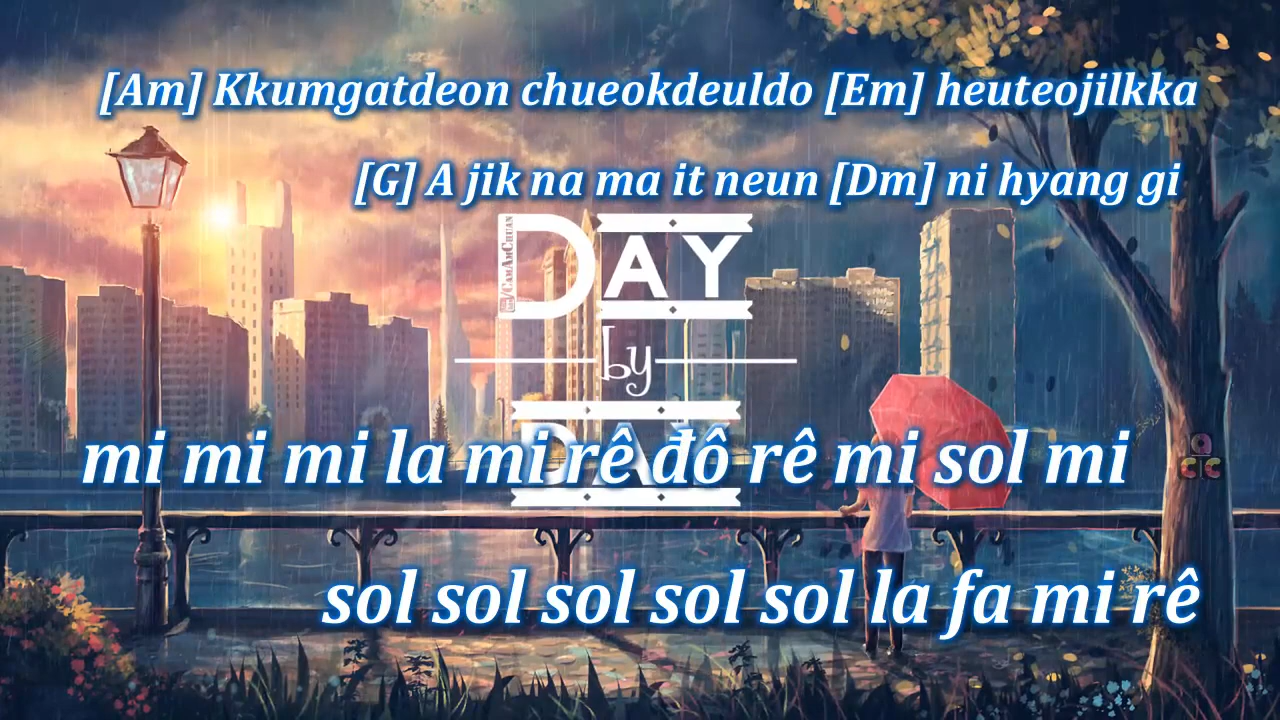 [Am] Kkumgatdeon chueokdeuldo [Em] heuteojilkka
[G] A jik na ma it neun [Dm] ni hyang gi
DAY
by
DAY
mi mi mi la mi rê đô rê mi sol mi
sol sol sol sol sol la fa mi rê